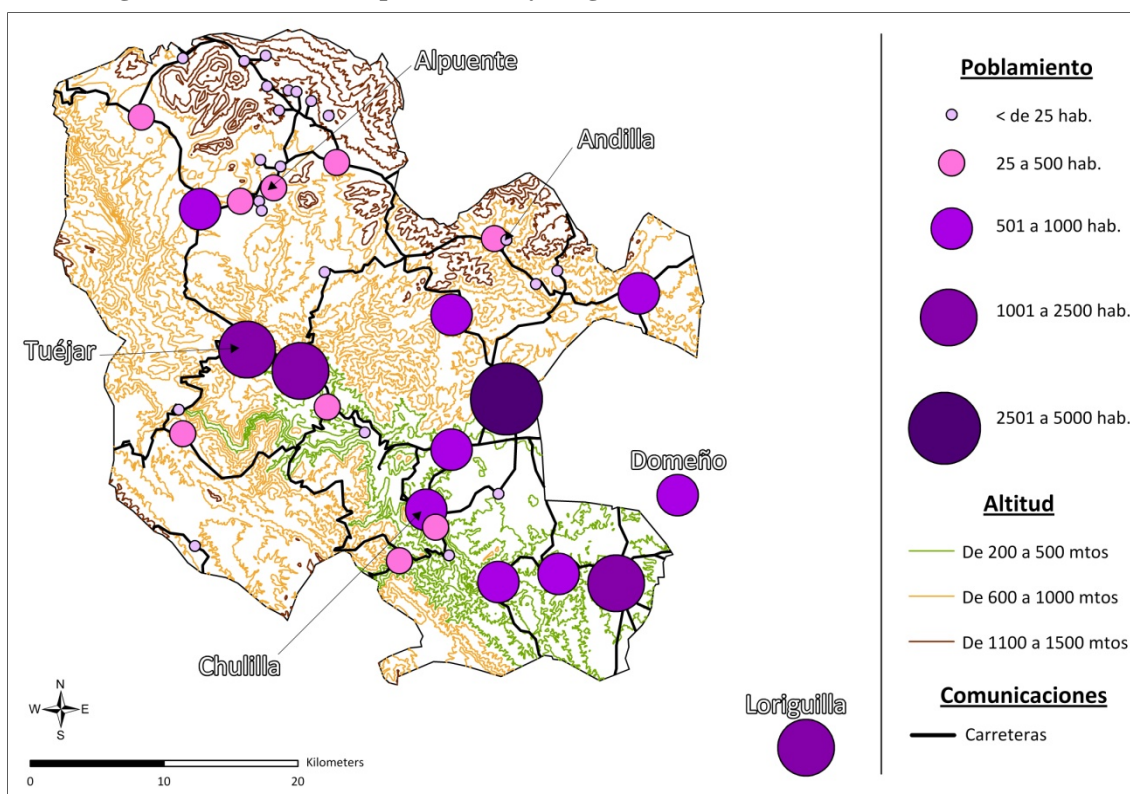 Alpuente
Andilla
Tuéjar
Domeño
Chulilla
Loriguilla
N
W E
S
Kilometers
0 10 20
Poblamiento
< de 25 hab.
25 a 500 hab.
501 a 1000 hab.
1001 a 2500 hab.
2501 a 5000 hab.
Altitud
De 200 a 500 mtos
De 600 a 1000 mtos
De 1100 a 1500 mtos
Comunicaciones
Carreteras